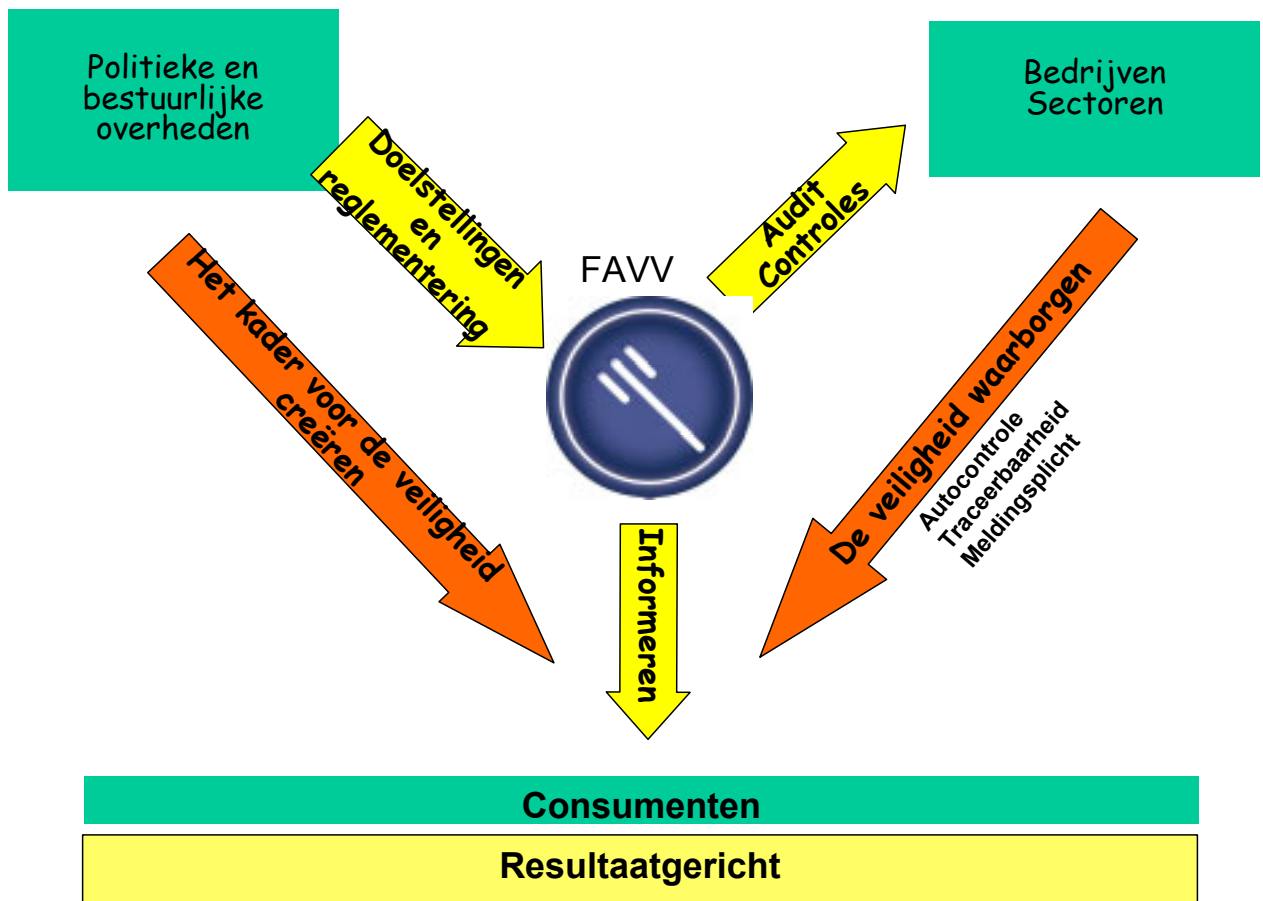 Politieke en
bestuurlijke
overheden
Bedrijven
Sectoren
Doelstellingen
en
reglementering
Audit
Controles
FAVV
Het kader voor de veiligheid
creëren
De veiligheid waarborgen
Autocontrole
Traceerbaarheid
Meldingsplicht
Informeren
Consumenten
Resultaatgericht